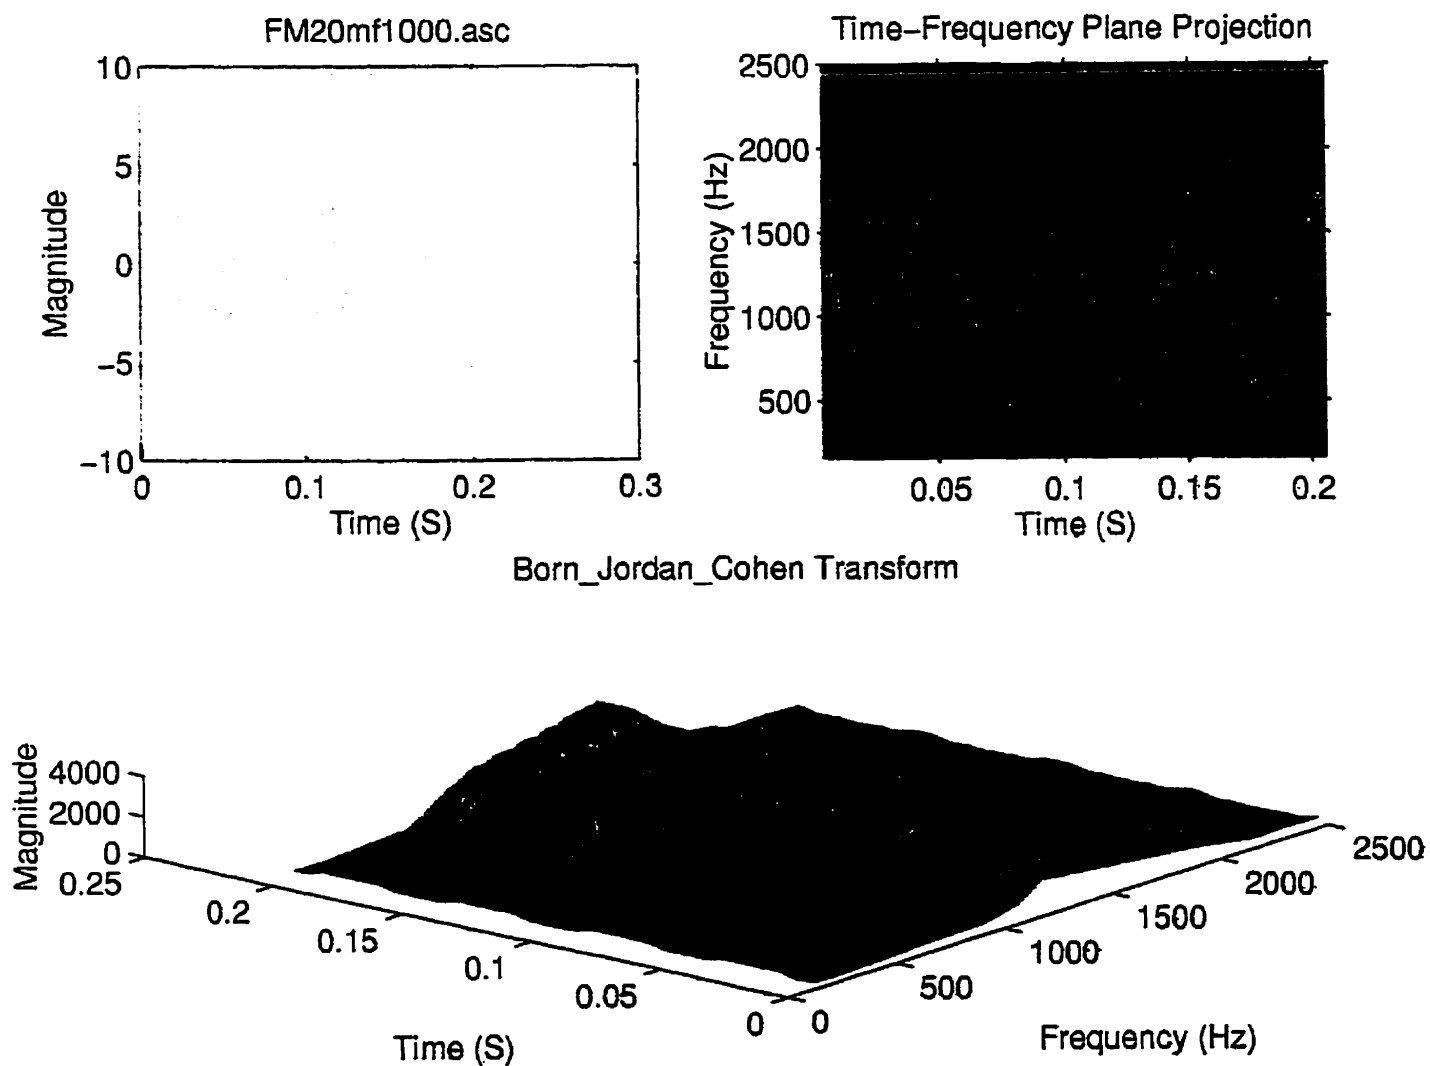 FM20mf1000.asc
10
5
0
−5
−10
Magnitude
0 0.1 0.2 0.3
Time (S)
Time−Frequency Plane Projection
2500
2000
1500
1000
500
Frequency (Hz)
0.05 0.1 0.15 0.2
Time (S)
Born_Jordan_Cohen Transform
4000
2000
0
Magnitude
0.25
0.2
0.15
0.1
0.05
0
Time (S)
0
500
1000
1500
2000
2500
Frequency (Hz)